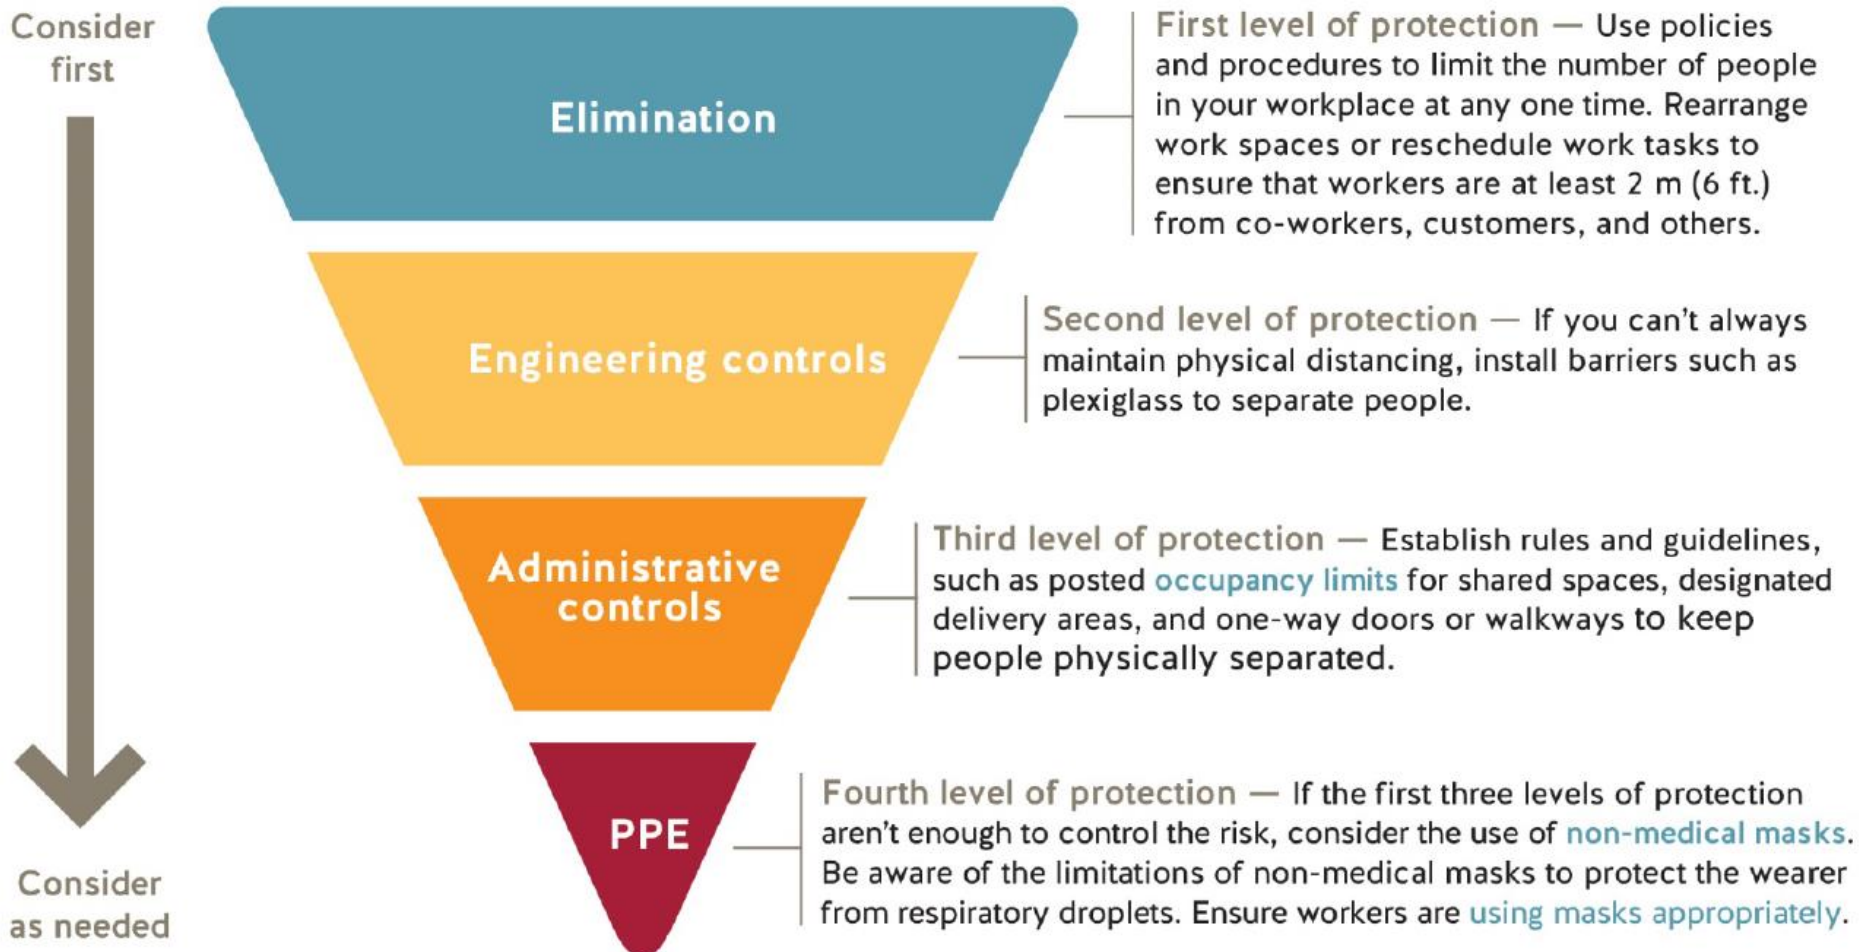 Consider
first
Elimination
First level of protection — Use policies
and procedures to limit the number of people
in your workplace at any one time. Rearrange
work spaces or reschedule work tasks to
ensure that workers are at least 2 m (6 ft.)
from co-workers, customers, and others.
Engineering controls
Second level of protection — If you can't always
maintain physical distancing, install barriers such as
plexiglass to separate people.
Administrative
controls
Third level of protection — Establish rules and guidelines,
such as posted occupancy limits for shared spaces, designated
delivery areas, and one-way doors or walkways to keep
people physically separated.
PPE
Fourth level of protection — If the first three levels of protection
aren't enough to control the risk, consider the use of non-medical masks.
Be aware of the limitations of non-medical masks to protect the wearer
from respiratory droplets. Ensure workers are using masks appropriately.
Consider
as needed